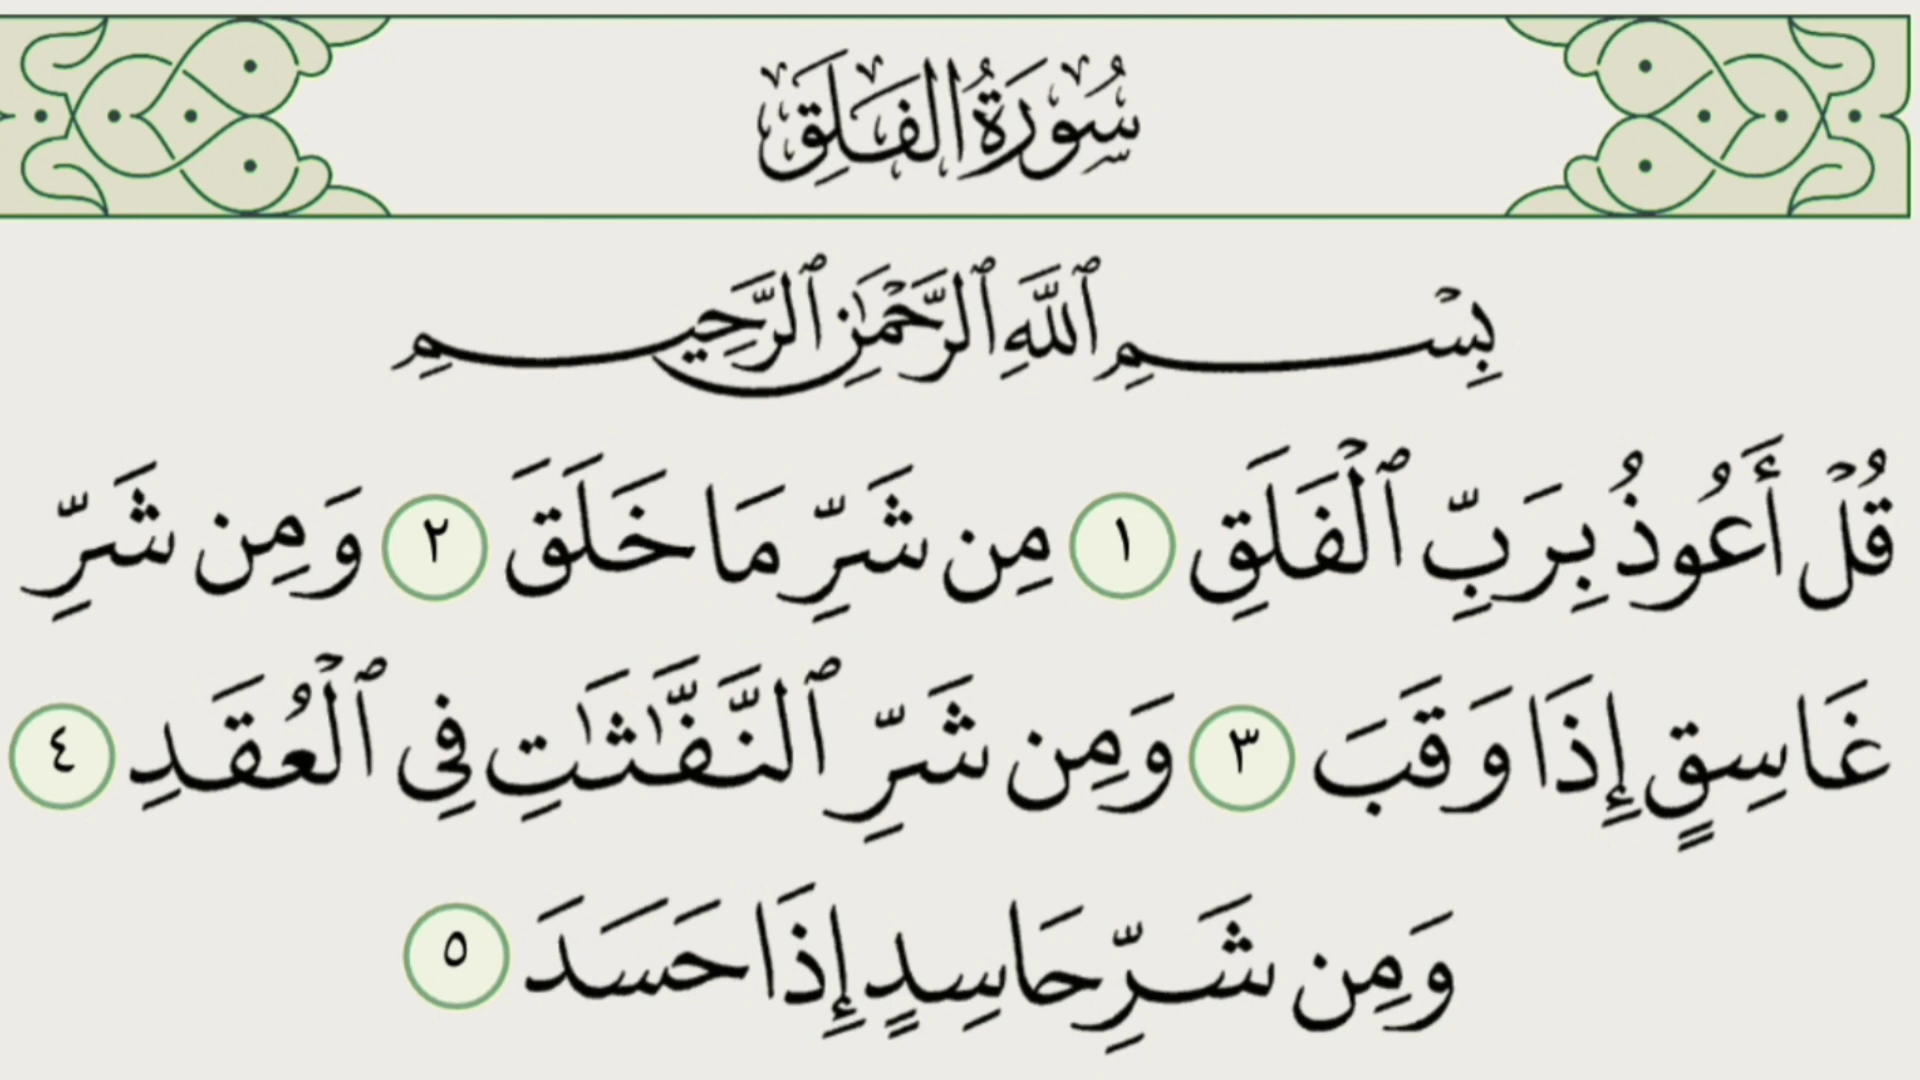 سُورَةُ الفَلَقِ
بِسْمِ ٱللَّهِ ٱلرَّحْمَٰنِ ٱلرَّحِيمِ
قُلْ أَعُوذُ بِرَبِّ ٱلْفَلَقِ ١ مِن شَرِّ مَا خَلَقَ ٢ وَمِن شَرِّ
غَاسِقٍ إِذَا وَقَبَ ٣ وَمِن شَرِّ ٱلنَّفَّٰثَٰتِ فِى ٱلْعُقَدِ ٤
وَمِن شَرِّ حَاسِدٍ إِذَا حَسَدَ ٥